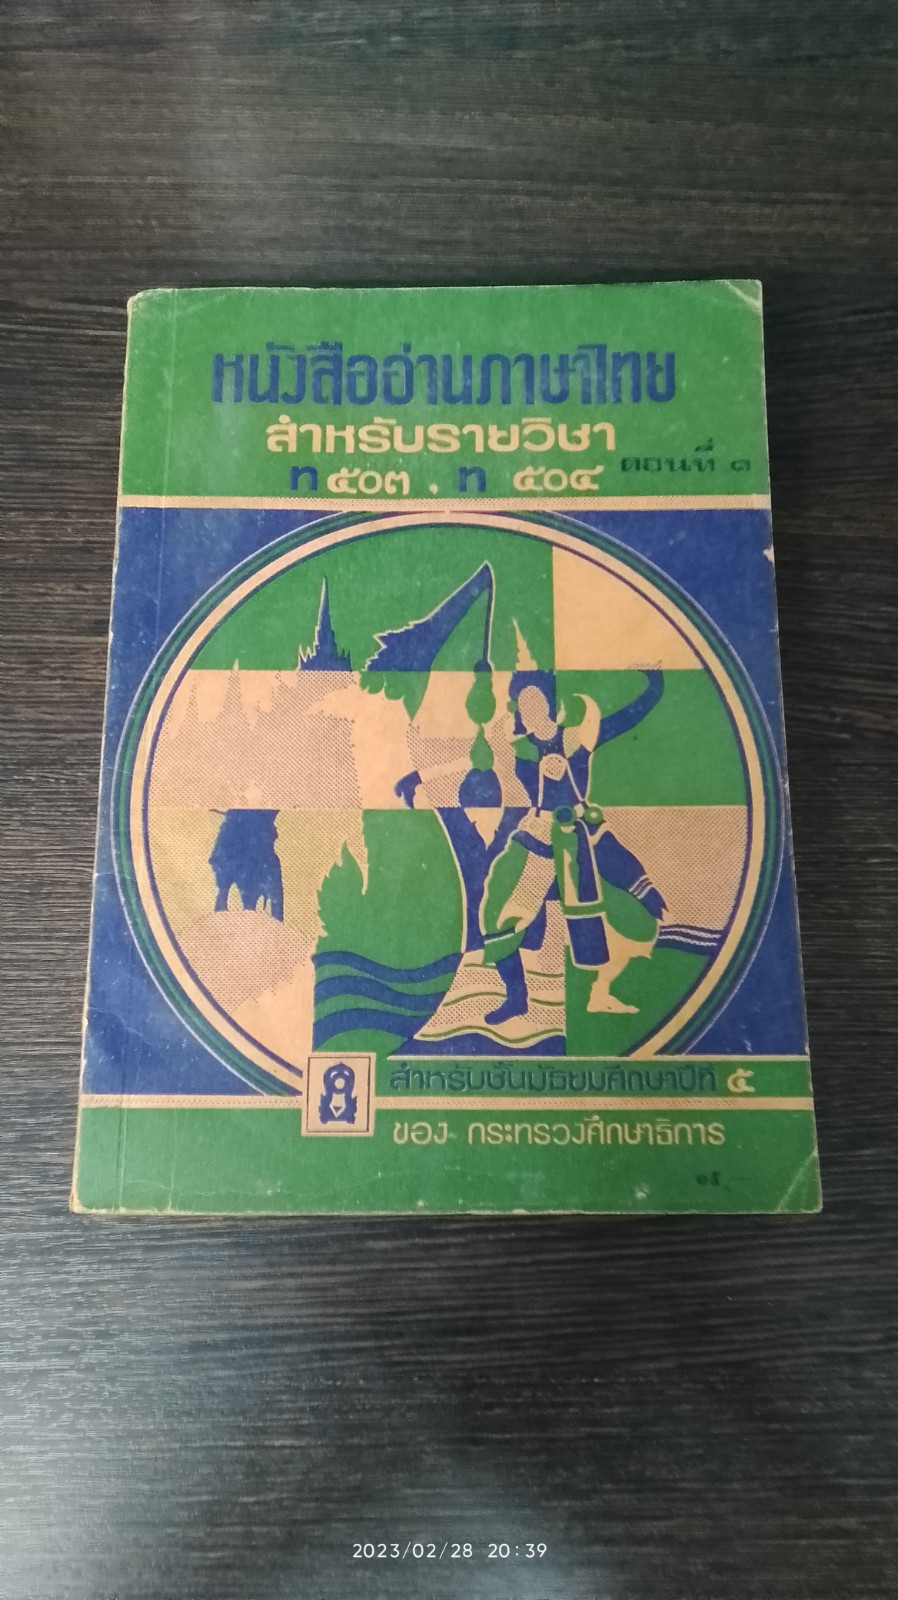 หนังสืออ่านภาษาไทย
สำหรับรายวิชา
ท ๕๐๓ , ท ๕๐๔ ตอนที่ ๑
สำหรับชั้นมัธยมศึกษาปีที่ ๕
ของ กระทรวงศึกษาธิการ
๑๕
2023/02/28 20:39